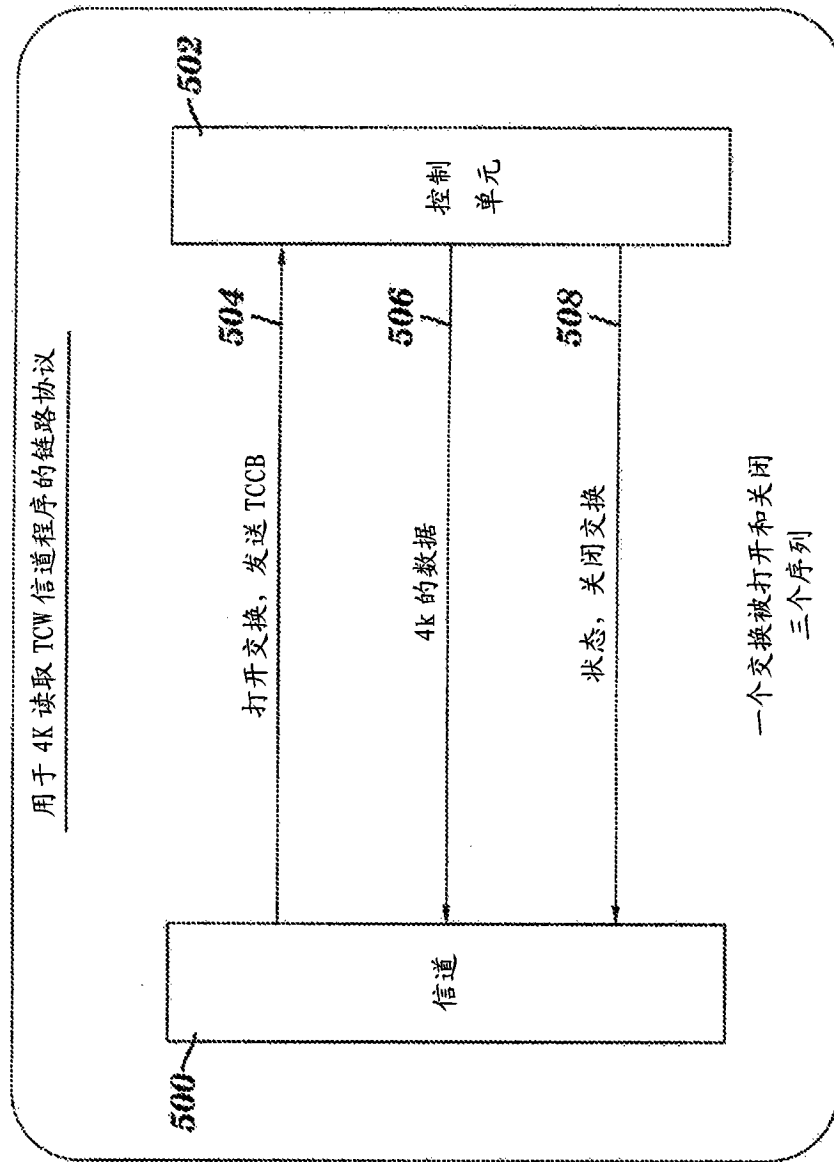 用于 4K 读取 TCW 信道程序的链路协议
500
信道
502
控制
单元
打开交换，发送 TCCB
504
4k 的数据
506
状态，关闭交换
508
一个交换被打开和关闭
三个序列